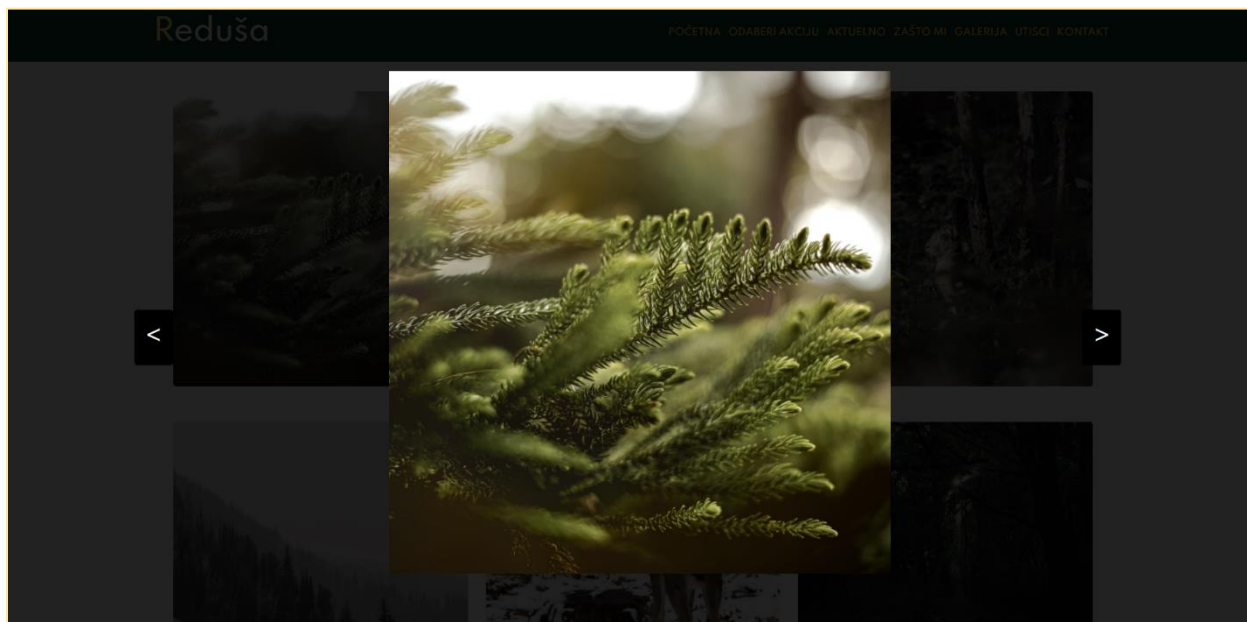 Reduša
POČETNA ODABERI AKCIJU AKTUELNO ZAŠTO MI GALERIJA UTISCI KONTAKT
<
>